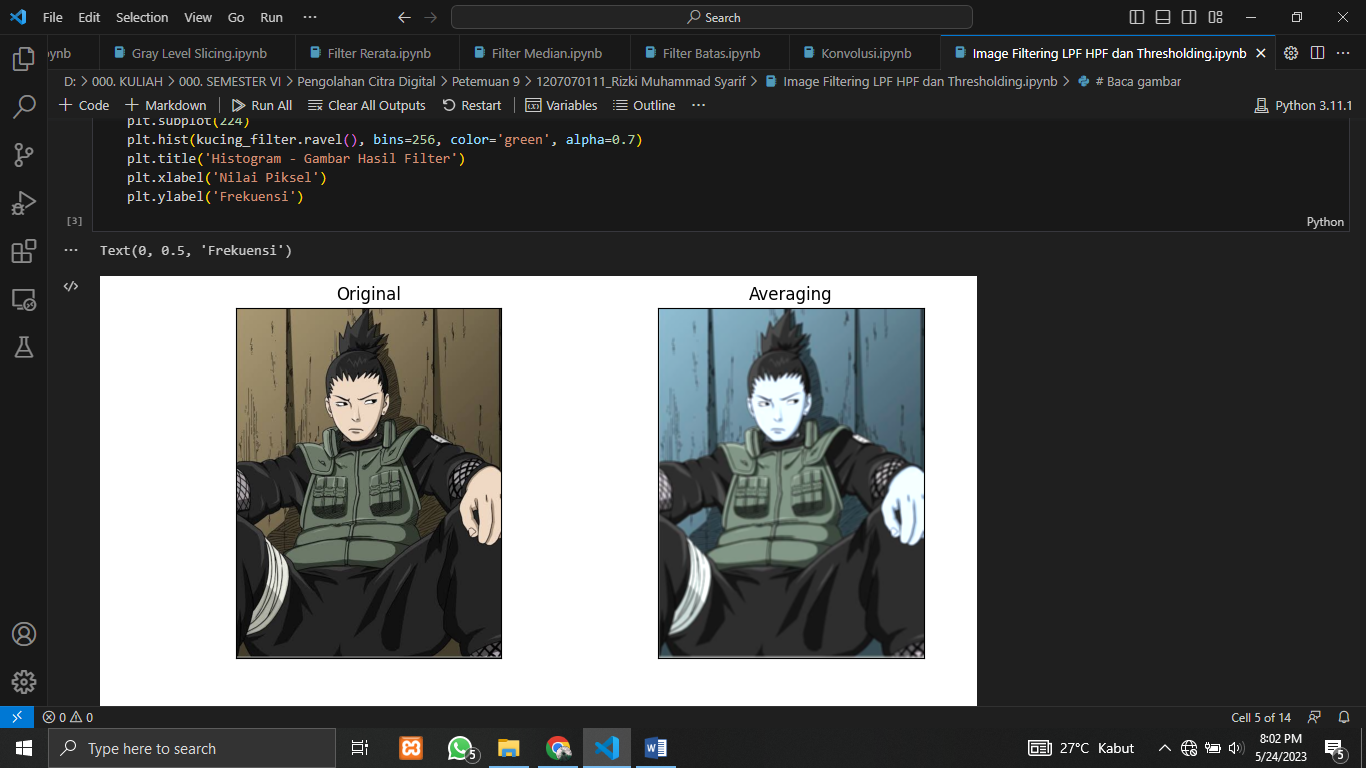 File Edit Selection View Go Run ··· Search
ynb Gray Level Slicing.ipynb Filter Rerata.ipynb Filter Median.ipynb Filter Batas.ipynb Konvolusi.ipynb Image Filtering LPF HPF dan Thresholding.ipynb
D: > 000. KULIAH > 000. SEMESTER VI > Pengolahan Citra Digital > Petemuan 9 > 1207070111_Rizki Muhammad Syarif > Image Filtering LPF HPF dan Thresholding.ipynb > # Baca gambar
+ Code + Markdown Run All Clear All Outputs Restart Variables Outline ··· Python 3.11.1
plt.subplot(224)
plt.hist(kucing_filter.ravel(), bins=256, color='green', alpha=0.7)
plt.title('Histogram - Gambar Hasil Filter')
plt.xlabel('Nilai Piksel')
plt.ylabel('Frekuensi')
[3] Python
Text(0, 0.5, 'Frekuensi')
Original Averaging
0 0 Cell 5 of 14
Type here to search 5 27°C Kabut 8:02 PM
5/24/2023 5